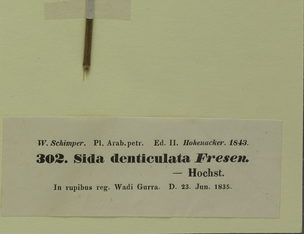 W. Schimper. Pl. Arab. petr. Ed. II. Hohenacker. 1843.
302. Sida denticulata Fresen.
— Hochst.
In rupibus reg. Wadi Gurra. D. 23. Jun. 1835.